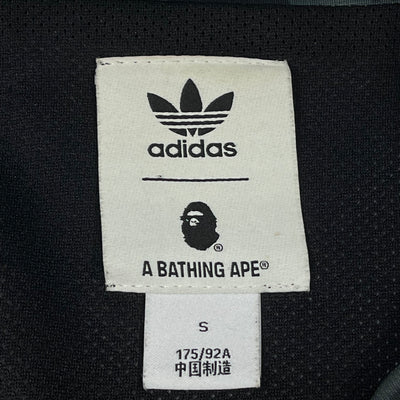 adidas
®
A BATHING APE®
S
175/92A
中国制造